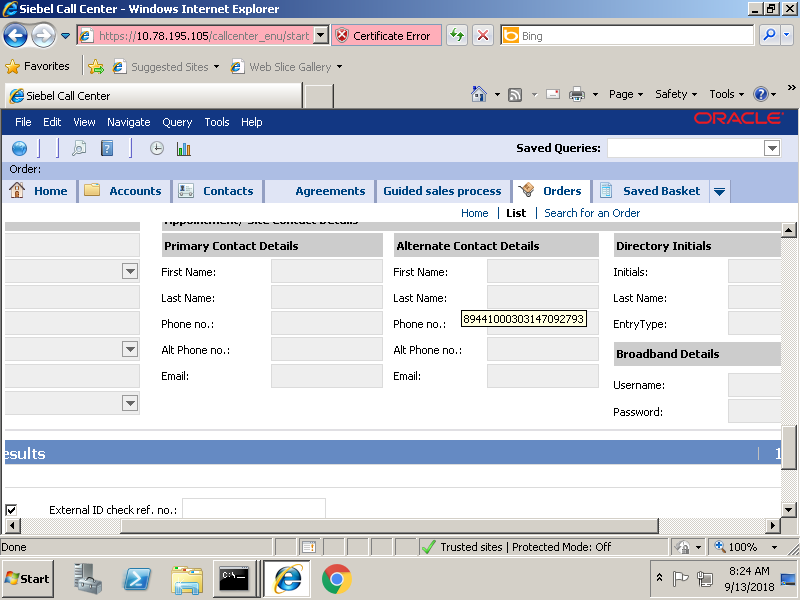 Siebel Call Center - Windows Internet Explorer
https://10.78.195.105/callcenter_enu/start
Certificate Error
Bing
Favorites
Suggested Sites
Web Slice Gallery
Siebel Call Center
Page
Safety
Tools
»
File Edit View Navigate Query Tools Help
ORACLE
Saved Queries:
Order:
Home
Accounts
Contacts
Agreements
Guided sales process
Orders
Saved Basket
Home | List | Search for an Order
Appointment/ Site Contact Details
Primary Contact Details
Alternate Contact Details
Directory Initials
First Name:
First Name:
Initials:
Last Name:
Last Name:
Last Name:
Phone no.:
Phone no.:
89441000303147092793
EntryType:
Alt Phone no.:
Alt Phone no.:
Broadband Details
Email:
Email:
Username:
Password:
esults
1
External ID check ref. no.:
Done
Trusted sites | Protected Mode: Off
100%
Start
C:\.
8:24 AM
9/13/2018